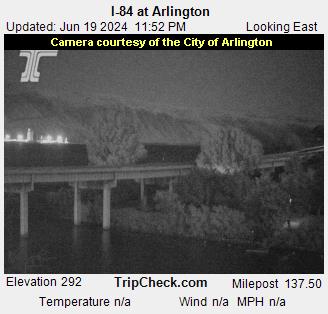 I-84 at Arlington
Updated: Jun 19 2024 11:52 PM Looking East
Camera courtesy of the City of Arlington
Elevation 292 TripCheck.com Milepost 137.50
Temperature n/a Wind n/a MPH n/a